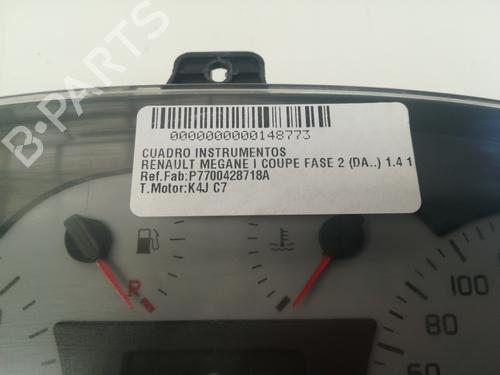 B-PARTS
0000000000148773
CUADRO INSTRUMENTOS
RENAULT MEGANE I COUPE FASE 2 (DA..) 1.4 1
Ref.Fab:P7700428718A
T.Motor:K4J C7
R
100
80
60